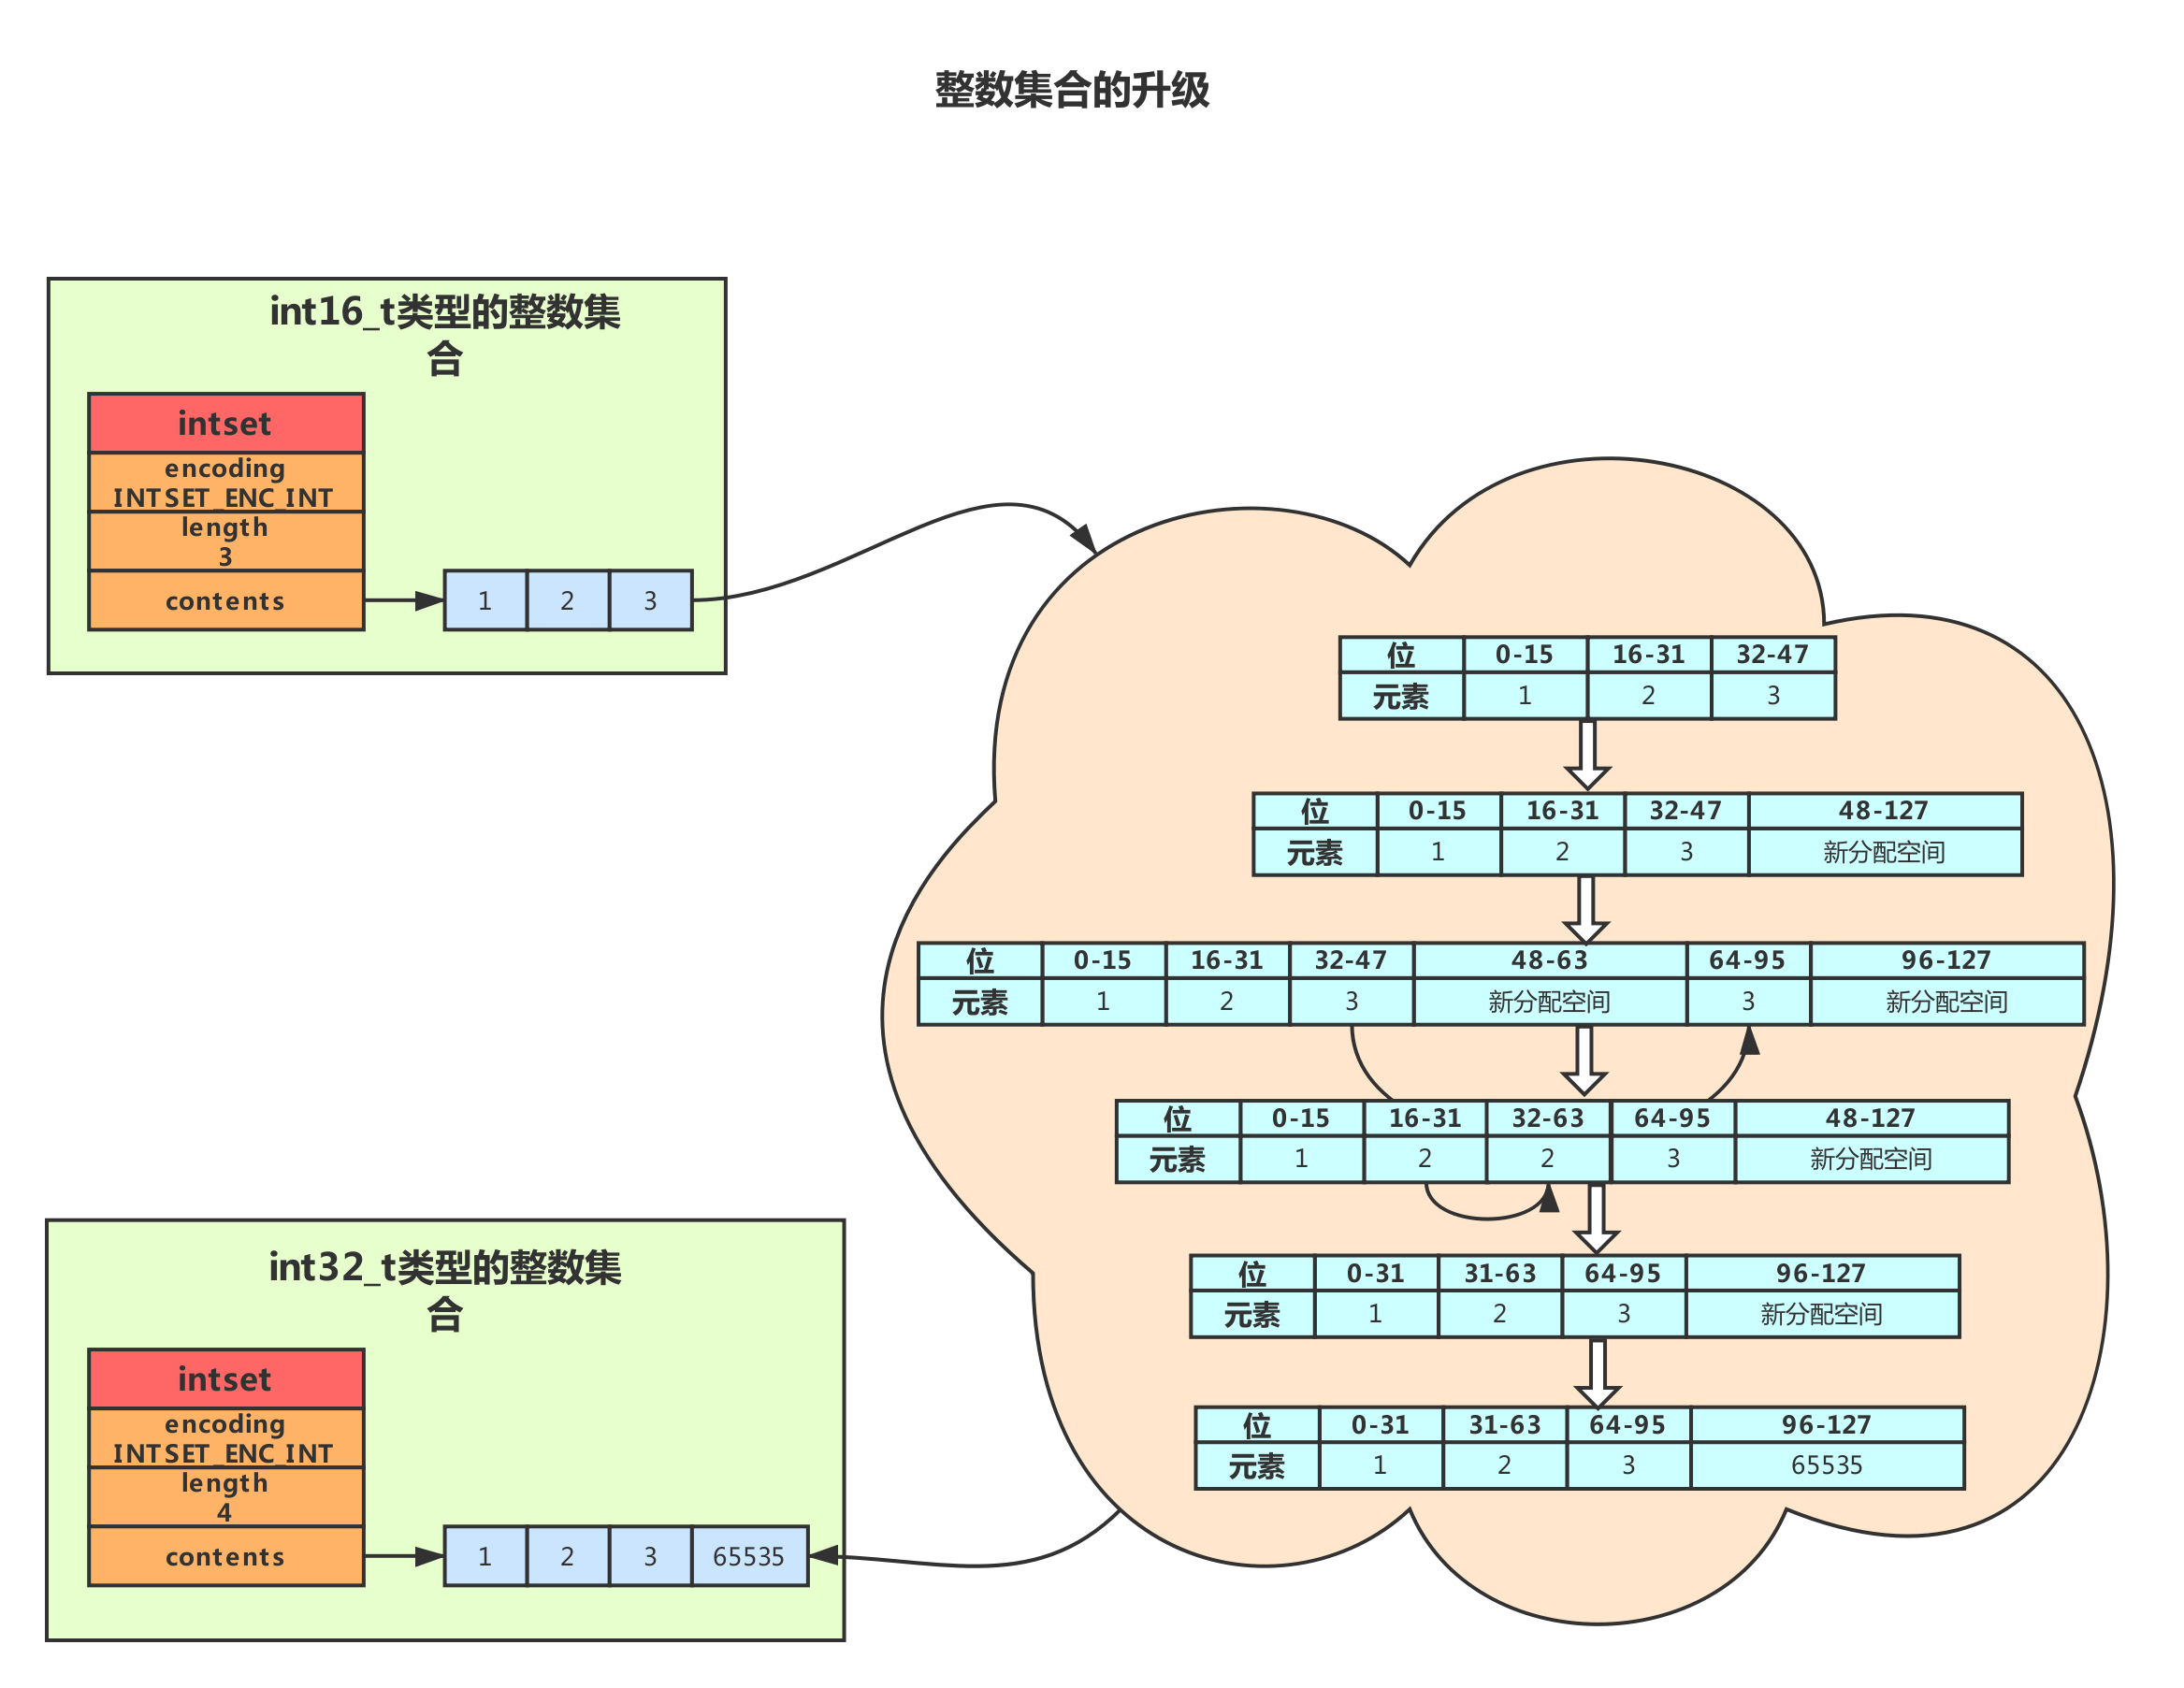 整数集合的升级
int16_t类型的整数集
合
intset
encoding
INTSET_ENC_INT
length
3
contents
1 2 3
位 0-15 16-31 32-47
元素 1 2 3
位 0-15 16-31 32-47 48-127
元素 1 2 3 新分配空间
位 0-15 16-31 32-47 48-63 64-95 96-127
元素 1 2 3 新分配空间 3 新分配空间
位 0-15 16-31 32-63 64-95 48-127
元素 1 2 2 3 新分配空间
位 0-31 31-63 64-95 96-127
元素 1 2 3 新分配空间
位 0-31 31-63 64-95 96-127
元素 1 2 3 65535
int32_t类型的整数集
合
intset
encoding
INTSET_ENC_INT
length
4
contents
1 2 3 65535